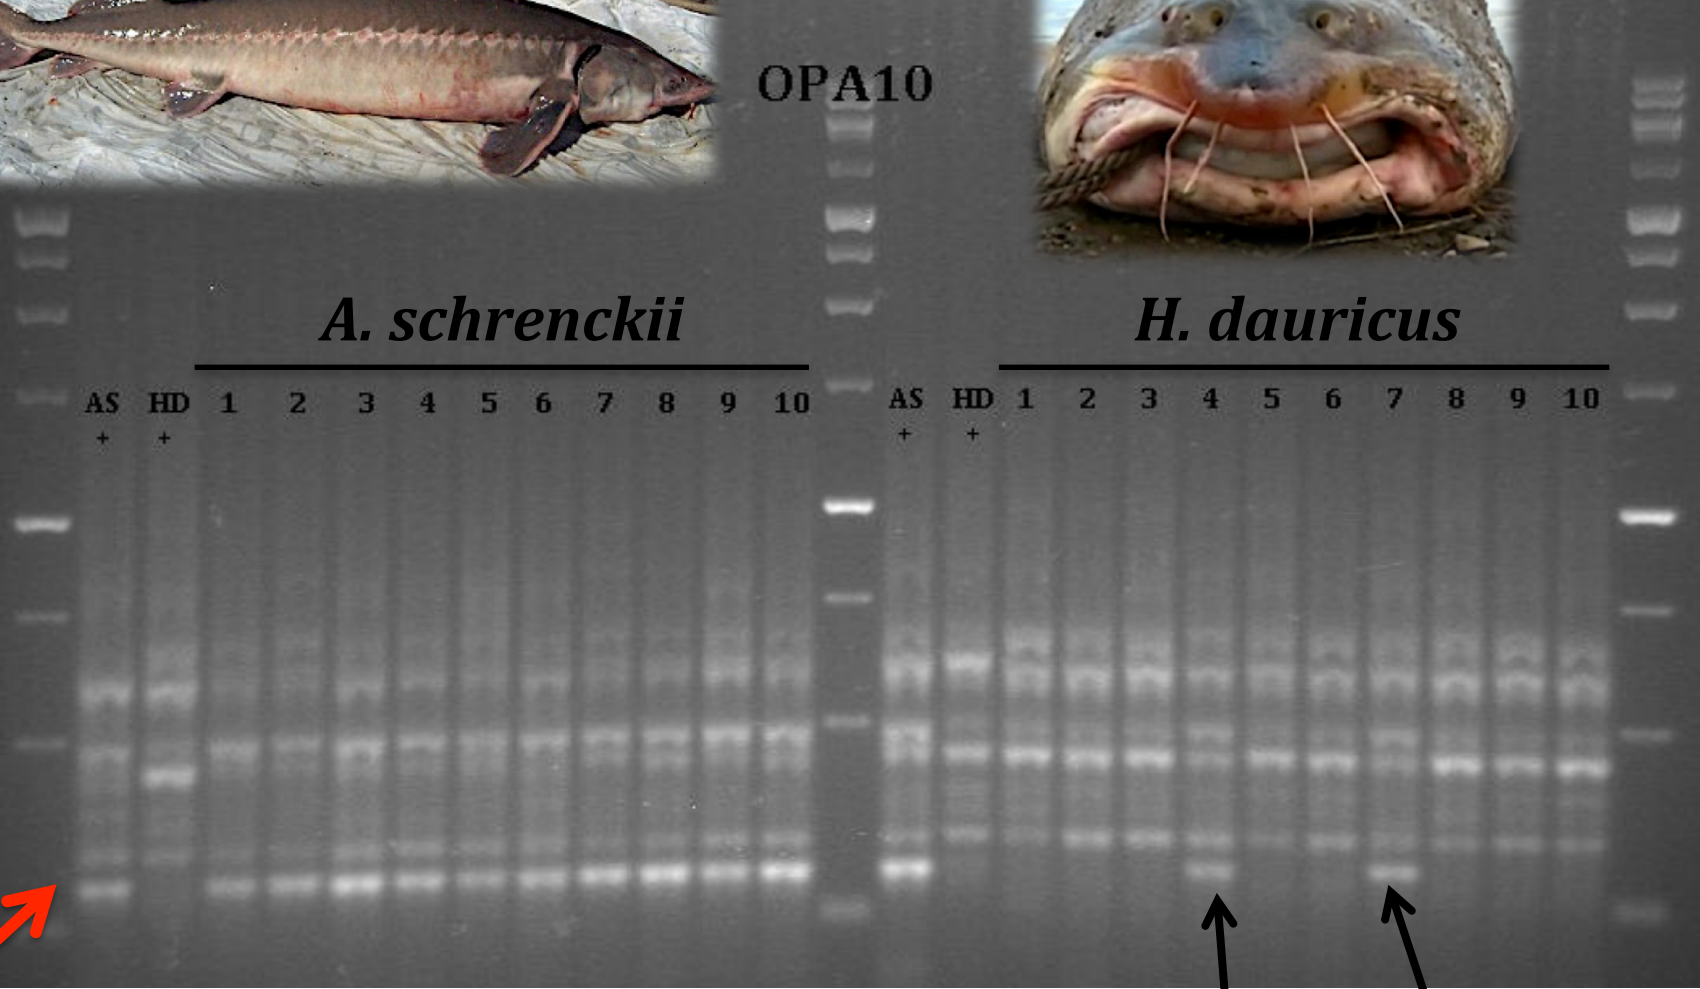 OPA10
A. schrenckii
H. dauricus
AS HD 1 2 3 4 5 6 7 8 9 10
+ +
AS HD 1 2 3 4 5 6 7 8 9 10
+ +